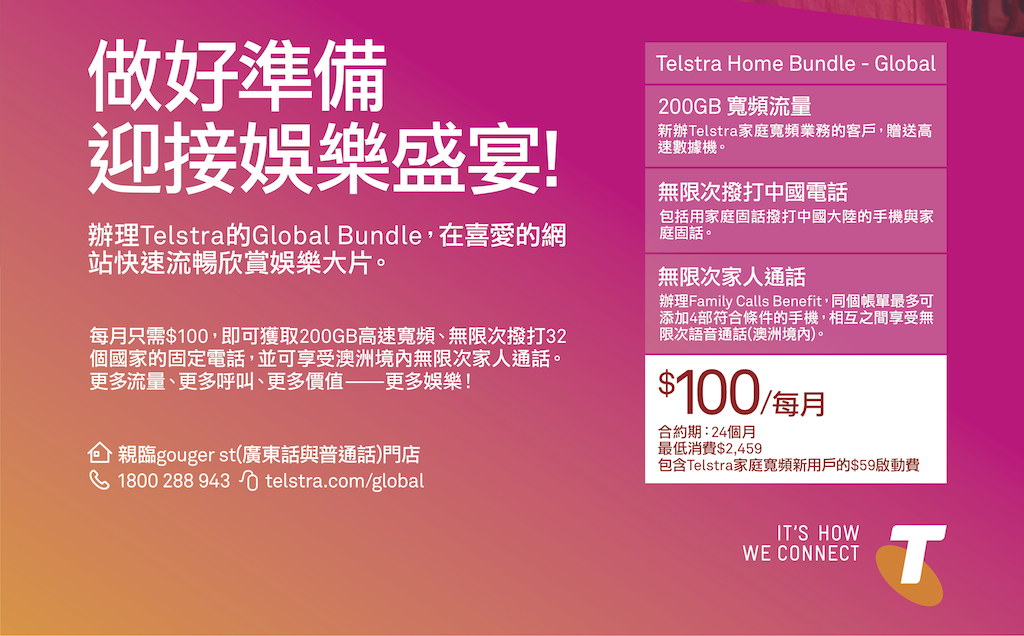 做好準備
迎接娛樂盛宴!
辦理Telstra的Global Bundle，在喜愛的網
站快速流暢欣賞娛樂大片。
每月只需$100，即可獲取200GB高速寬頻、無限次撥打32
個國家的固定電話，並可享受澳洲境內無限次家人通話。
更多流量、更多呼叫、更多價值——更多娛樂！
親臨gouger st(廣東話與普通話)門店
1800 288 943 telstra.com/global
Telstra Home Bundle - Global
200GB 寬頻流量
新辦Telstra家庭寬頻業務的客戶，贈送高
速數據機。
無限次撥打中國電話
包括用家庭固話撥打中國大陸的手機與家
庭固話。
無限次家人通話
辦理Family Calls Benefit，同個帳單最多可
添加4部符合條件的手機，相互之間享受無
限次語音通話(澳洲境內)。
$100/每月
合約期：24個月
最低消費$2,459
包含Telstra家庭寬頻新用戶的$59啟動費
IT'S HOW
WE CONNECT
T